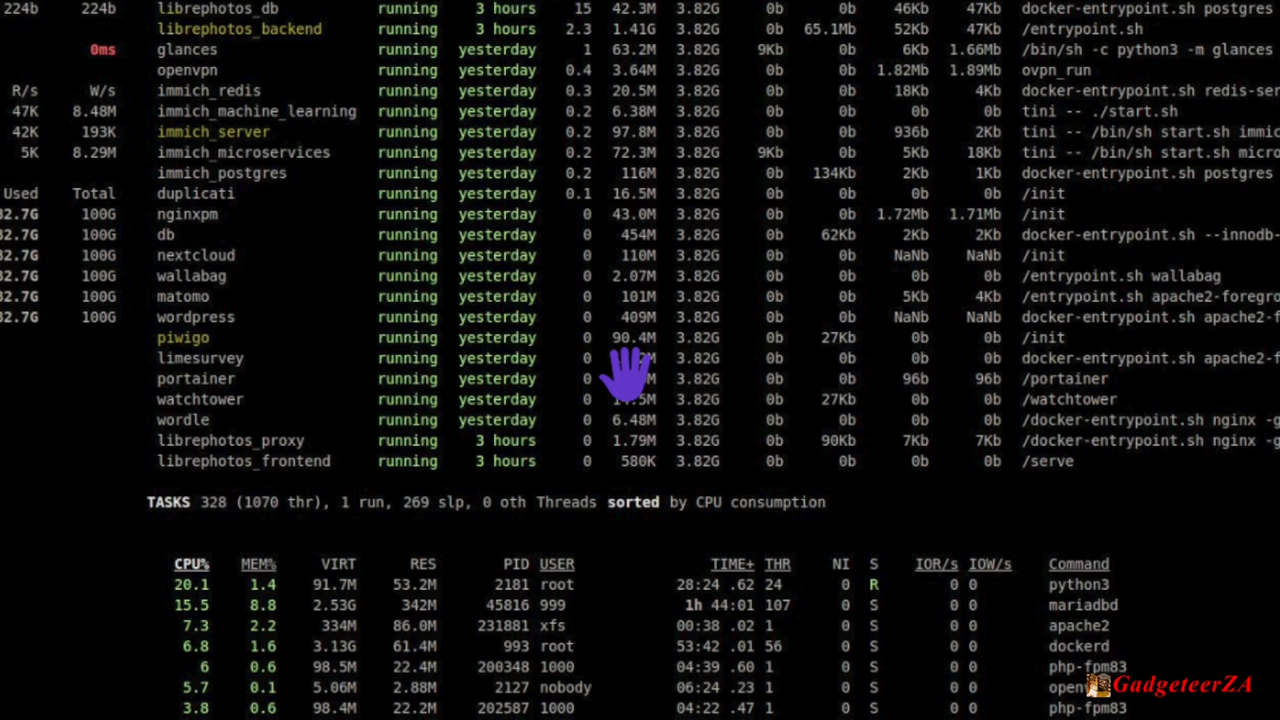 224b 224b librephotos_db running 3 hours 15 42.3M 3.82G 0b 0b 46Kb 47Kb docker-entrypoint.sh postgres
librephotos_backend running 3 hours 2.3 1.41G 3.82G 0b 65.1Mb 52Kb 47Kb /entrypoint.sh
0ms glances running yesterday 1 63.2M 3.82G 9Kb 0b 6Kb 1.66Mb /bin/sh -c python3 -m glances
openvpn running yesterday 0.4 3.64M 3.82G 0b 0b 1.82Mb 1.89Mb ovpn_run
R/s W/s immich_redis running yesterday 0.3 20.5M 3.82G 0b 0b 18Kb 4Kb docker-entrypoint.sh redis-ser
47K 8.48M immich_machine_learning running yesterday 0.2 6.38M 3.82G 0b 0b 0b 0b tini -- ./start.sh
42K 193K immich_server running yesterday 0.2 97.8M 3.82G 0b 0b 936b 2Kb tini -- /bin/sh start.sh immic
5K 8.29M immich_microservices running yesterday 0.2 72.3M 3.82G 9Kb 0b 5Kb 18Kb tini -- /bin/sh start.sh micro
immich_postgres running yesterday 0.2 116M 3.82G 0b 134Kb 2Kb 1Kb docker-entrypoint.sh postgres
Used Total duplicati running yesterday 0.1 16.5M 3.82G 0b 0b 0b 0b /init
32.7G 100G nginxpm running yesterday 0 43.0M 3.82G 0b 0b 1.72Mb 1.71Mb /init
32.7G 100G db running yesterday 0 454M 3.82G 0b 62Kb 2Kb 2Kb docker-entrypoint.sh --innodb-
32.7G 100G nextcloud running yesterday 0 110M 3.82G 0b 0b NaNb NaNb /init
32.7G 100G wallabag running yesterday 0 2.07M 3.82G 0b 0b 0b 0b /entrypoint.sh wallabag
32.7G 100G matomo running yesterday 0 101M 3.82G 0b 0b 5Kb 4Kb /entrypoint.sh apache2-foregro
32.7G 100G wordpress running yesterday 0 409M 3.82G 0b 0b NaNb NaNb docker-entrypoint.sh apache2-f
piwigo running yesterday 0 90.4M 3.82G 0b 27Kb 0b 0b /init
limesurvey running yesterday 0 3.82G 0b 0b 0b 0b docker-entrypoint.sh apache2-f
portainer running yesterday 0 3.82G 0b 0b 96b 96b /portainer
watchtower running yesterday 0 3.82G 0b 27Kb 0b 0b /watchtower
wordle running yesterday 0 6.48M 3.82G 0b 0b 0b 0b /docker-entrypoint.sh nginx -g
librephotos_proxy running 3 hours 0 1.79M 3.82G 0b 90Kb 7Kb 7Kb /docker-entrypoint.sh nginx -g
librephotos_frontend running 3 hours 0 580K 3.82G 0b 0b 0b 0b /serve
TASKS 328 (1070 thr), 1 run, 269 slp, 0 oth Threads sorted by CPU consumption
CPU% MEM% VIRT RES PID USER TIME+ THR NI S IOR/s IOW/s Command
20.1 1.4 91.7M 53.2M 2181 root 28:24 .62 24 0 R 0 0 python3
15.5 8.8 2.53G 342M 45816 999 1h 44:01 107 0 S 0 0 mariadbd
7.3 2.2 334M 86.0M 231881 xfs 00:38 .02 1 0 S 0 0 apache2
6.8 1.6 3.13G 61.4M 993 root 53:42 .01 56 0 S 0 0 dockerd
6 0.6 98.5M 22.4M 200348 1000 04:39 .60 1 0 S 0 0 php-fpm83
5.7 0.1 5.06M 2.88M 2127 nobody 06:24 .23 1 0 S 0 0
3.8 0.6 98.4M 22.2M 202587 1000 04:22 .47 1 0 S 0 0 php-fpm83
GadgeteerZA